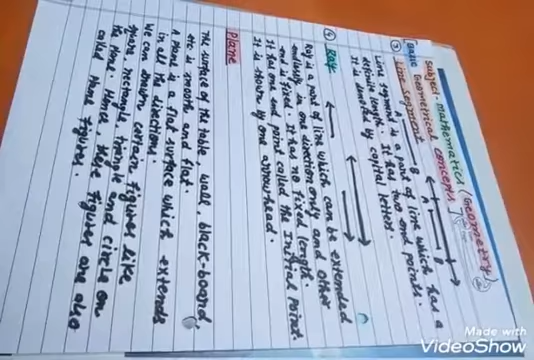 Subject - Mathematics (Geometry)
Basic Geometrical Concepts
③ Line Segment
A B
A B
Line segment is a part of line which has a
definite length. It has two end points.
It is denoted by capital letters.
④ Ray
Ray is a part of line which can be extended
endlessly in one direction only and other
end is fixed. It has no fixed length.
It has one end point called the Initial Point.
It is shown by one arrowhead.
Plane
The surface of the table, wall, black-board,
etc is smooth and flat.
A plane is a flat surface which extends
in all the directions.
We can drawn certain figures like
square, rectangle, triangle and circle on
the plane. Hence, these figures are also
called plane figures.
Made with
VideoShow